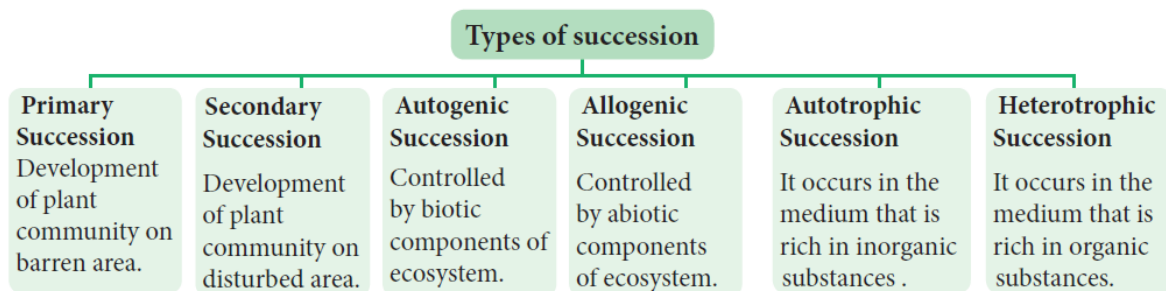 Types of succession
Primary
Succession
Development
of plant
community on
barren area.
Secondary
Succession
Development
of plant
community on
disturbed area.
Autogenic
Succession
Controlled
by biotic
components of
ecosystem.
Allogenic
Succession
Controlled
by abiotic
components
of ecosystem.
Autotrophic
Succession
It occurs in the
medium that is
rich in inorganic
substances .
Heterotrophic
Succession
It occurs in the
medium that is
rich in organic
substances.